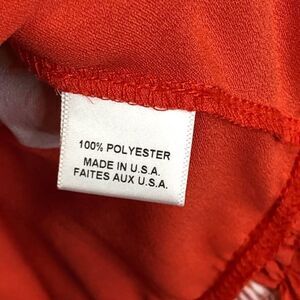 100% POLYESTER
MADE IN U.S.A.
FAITES AUX U.S.A.